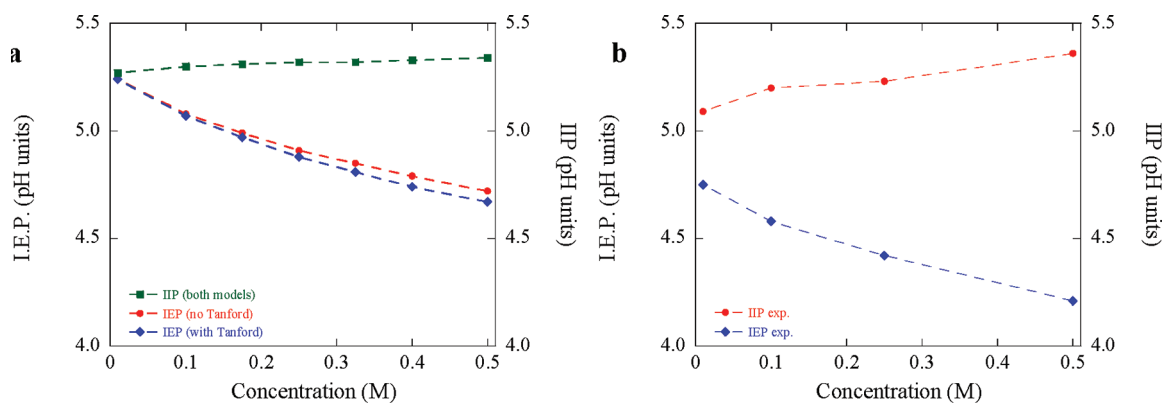 a
5.5
5.0
4.5
4.0
I.E.P. (pH units)
IIP (both models)
IEP (no Tanford)
IEP (with Tanford)
0 0.1 0.2 0.3 0.4 0.5
Concentration (M)
5.5
5.0
4.5
4.0
IIP (pH units)
b
5.5
5.0
4.5
4.0
I.E.P. (pH units)
IIP exp.
IEP exp.
0 0.1 0.2 0.3 0.4 0.5
Concentration (M)
5.5
5.0
4.5
4.0
IIP (pH units)